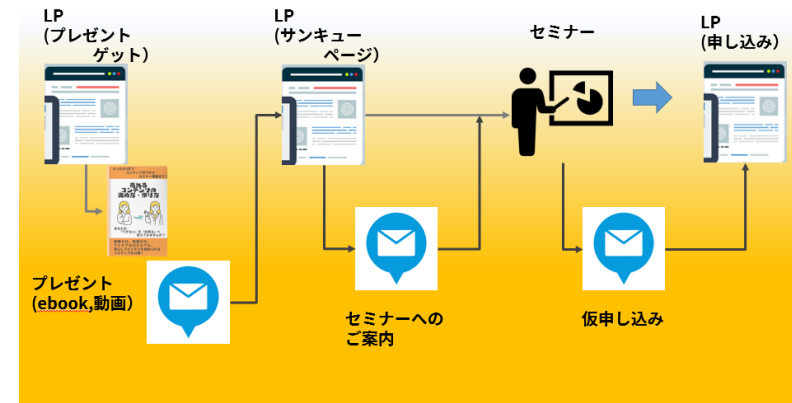 LP
(プレゼント
ゲット)
LP
(サンキュー
ページ)
セミナー
LP
(申し込み)
プレゼント
(ebook,動画)
セミナーへの
ご案内
仮申し込み